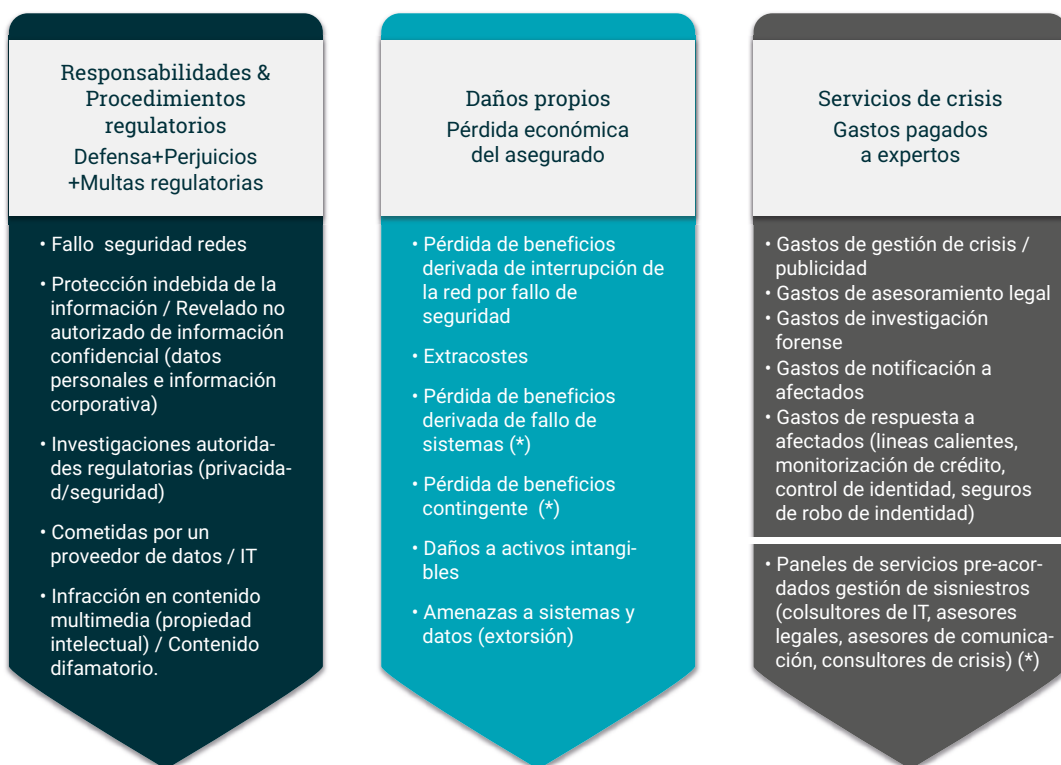 Responsabilidades &
Procedimientos
regulatorios
Defensa+Perjuicios
+Multas regulatorias
• Fallo  seguridad redes
• Protección indebida de la
información / Revelado no
autorizado de información
confidencial (datos
personales e información
corporativa)
• Investigaciones autorida-
des regulatorias (privacida-
d/seguridad)
• Cometidas por un
proveedor de datos / IT
• Infracción en contenido
multimedia (propiedad
intelectual) / Contenido
difamatorio.
Daños propios
Pérdida económica
del asegurado
• Pérdida de beneficios
derivada de interrupción de
la red por fallo de
seguridad
• Extracostes
• Pérdida de beneficios
derivada de fallo de
sistemas (*)
• Pérdida de beneficios
contingente  (*)
• Daños a activos intangi-
bles
• Amenazas a sistemas y
datos (extorsión)
Servicios de crisis
Gastos pagados
a expertos
• Gastos de gestión de crisis /
publicidad
• Gastos de asesoramiento legal
• Gastos de investigación
forense
• Gastos de notificación a
afectados
• Gastos de respuesta a
afectados (lineas calientes,
monitorización de crédito,
control de identidad, seguros
de robo de indentidad)
• Paneles de servicios pre-acor-
dados gestión de sisniestros
(colsultores de IT, asesores
legales, asesores de comunica-
ción, consultores de crisis) (*)